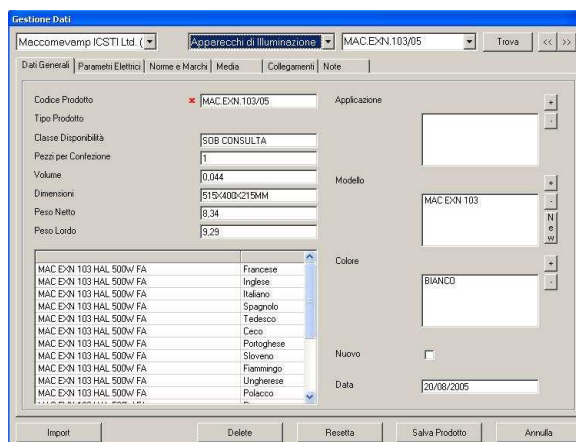 Gestione Dati
Maccomevamp ICSTI Ltd. ( Apparecchi di Illuminazione MAC.EXN.103/05 Trova << >>
Dati Generali Parametri Elettrici Norme e Marchi Media Collegamenti Note
Codice Prodotto MAC.EXN.103/05 Applicazione +
Tipo Prodotto -
Classe Disponibilità SOB CONSULTA
Pezzi per Confezione 1
Volume 0,044 Modello +
Dimensioni 515X400X215MM MAC EXN 103 -
Peso Netto 8,34 New
Peso Lordo 9,29
Colore +
BIANCO -
MAC EXN 103 HAL 500W FA Francese
MAC EXN 103 HAL 500W FA Inglese
MAC EXN 103 HAL 500W FA Italiano
MAC EXN 103 HAL 500W FA Spagnolo
MAC EXN 103 HAL 500W FA Tedesco
MAC EXN 103 HAL 500W FA Ceco
MAC EXN 103 HAL 500W FA Portoghese
MAC EXN 103 HAL 500W FA Sloveno
MAC EXN 103 HAL 500W FA Fiammingo
MAC EXN 103 HAL 500W FA Ungherese
MAC EXN 103 HAL 500W FA Polacco
Nuovo
Data 20/08/2005
Import Delete Resetta Salva Prodotto Annulla